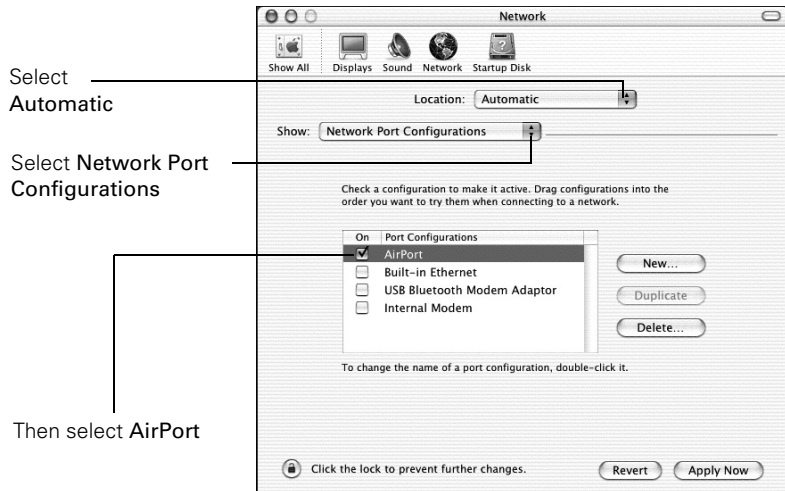 Network
Show All
Displays
Sound
Network
Startup Disk
Select
Automatic
Location: Automatic
Show: Network Port Configurations
Select Network Port
Configurations
Check a configuration to make it active. Drag configurations into the
order you want to try them when connecting to a network.
On Port Configurations
AirPort
Built-in Ethernet
USB Bluetooth Modem Adaptor
Internal Modem
New...
Duplicate
Delete...
To change the name of a port configuration, double-click it.
Then select AirPort
Click the lock to prevent further changes.
Revert
Apply Now